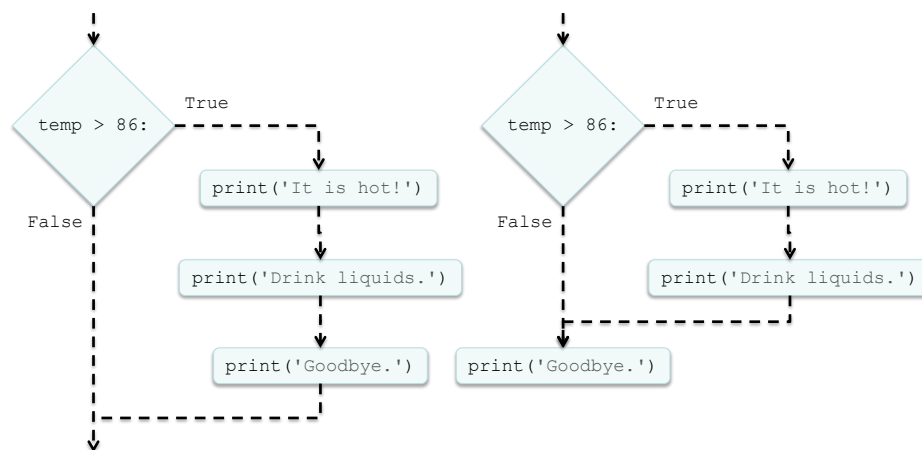 True
temp > 86:
print('It is hot!')
False
print('Drink liquids.')
print('Goodbye.')
True
temp > 86:
print('It is hot!')
False
print('Drink liquids.')
print('Goodbye.')